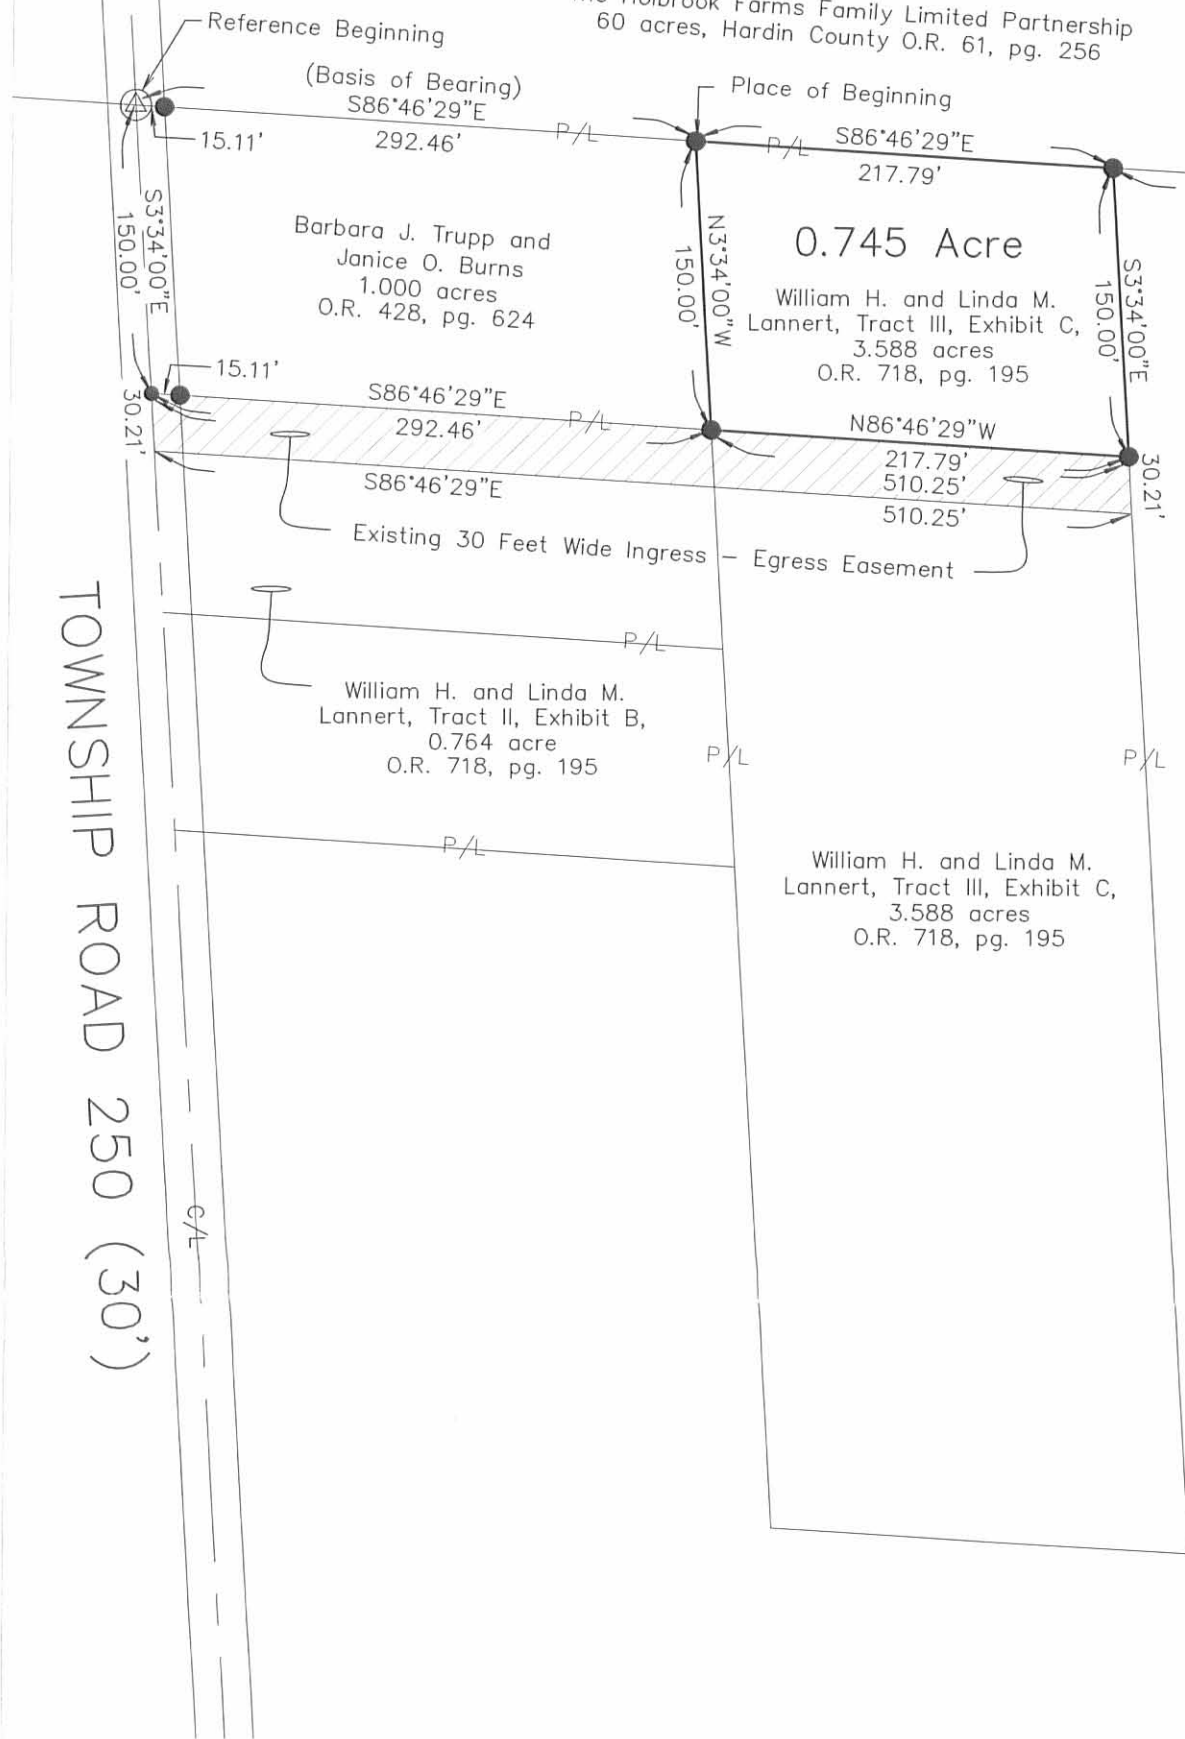 Holbrook Farms Family Limited Partnership
60 acres, Hardin County O.R. 61, pg. 256
Reference Beginning
(Basis of Bearing)
S86°46'29"E
292.46'
P/L
15.11'
Place of Beginning
P/L
S86°46'29"E
217.79'
S3°34'00"E
150.00'
Barbara J. Trupp and
Janice O. Burns
1.000 acres
O.R. 428, pg. 624
N3°34'00"W
150.00'
0.745 Acre
William H. and Linda M.
Lannert, Tract III, Exhibit C,
3.588 acres
O.R. 718, pg. 195
S3°34'00"E
150.00'
15.11'
30.21'
S86°46'29"E
292.46'
P/L
N86°46'29"W
217.79'
510.25'
510.25'
30.21'
S86°46'29"E
Existing 30 Feet Wide Ingress - Egress Easement
P/L
William H. and Linda M.
Lannert, Tract II, Exhibit B,
0.764 acre
O.R. 718, pg. 195
P/L
P/L
P/L
William H. and Linda M.
Lannert, Tract III, Exhibit C,
3.588 acres
O.R. 718, pg. 195
TOWNSHIP ROAD 250 (30')
C/L